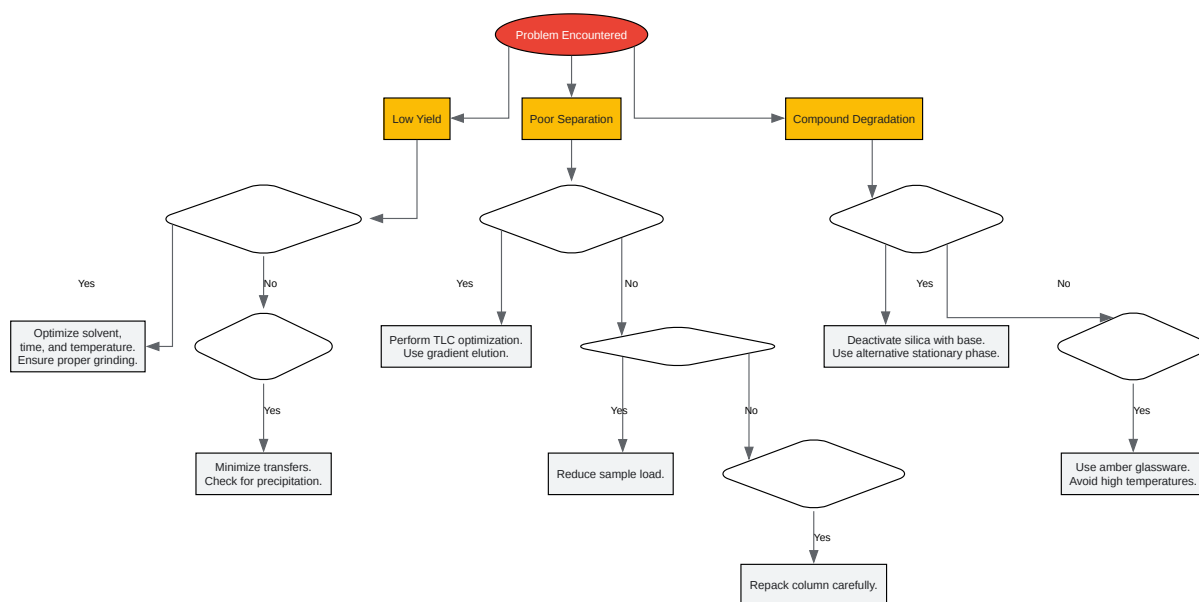 Problem Encountered
Low Yield
Poor Separation
Compound Degradation
Yes
No
Yes
No
Yes
No
Optimize solvent,
time, and temperature.
Ensure proper grinding.
Perform TLC optimization.
Use gradient elution.
Deactivate silica with base.
Use alternative stationary phase.
Yes
Yes
No
Yes
Minimize transfers.
Check for precipitation.
Reduce sample load.
Use amber glassware.
Avoid high temperatures.
Yes
Repack column carefully.